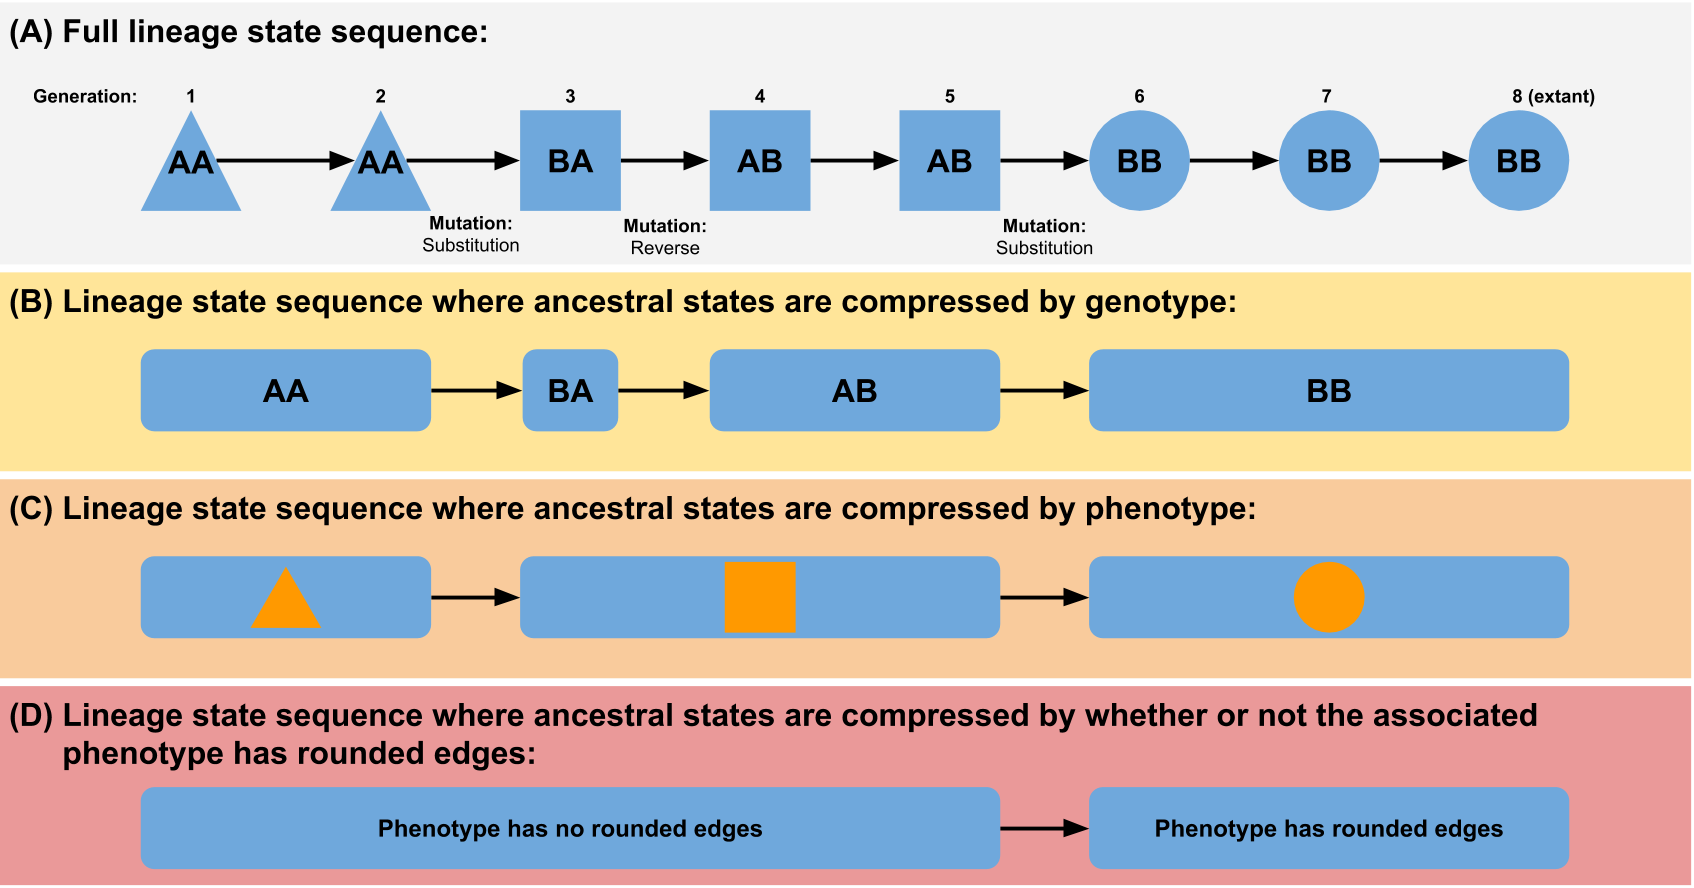 (A) Full lineage state sequence:
Generation: 1 2 3 4 5 6 7 8 (extant)
AA AA BA AB AB BB BB BB
Mutation: Mutation: Mutation:
Substitution Reverse Substitution
(B) Lineage state sequence where ancestral states are compressed by genotype:
AA BA AB BB
(C) Lineage state sequence where ancestral states are compressed by phenotype:
(D) Lineage state sequence where ancestral states are compressed by whether or not the associated
phenotype has rounded edges:
Phenotype has no rounded edges Phenotype has rounded edges